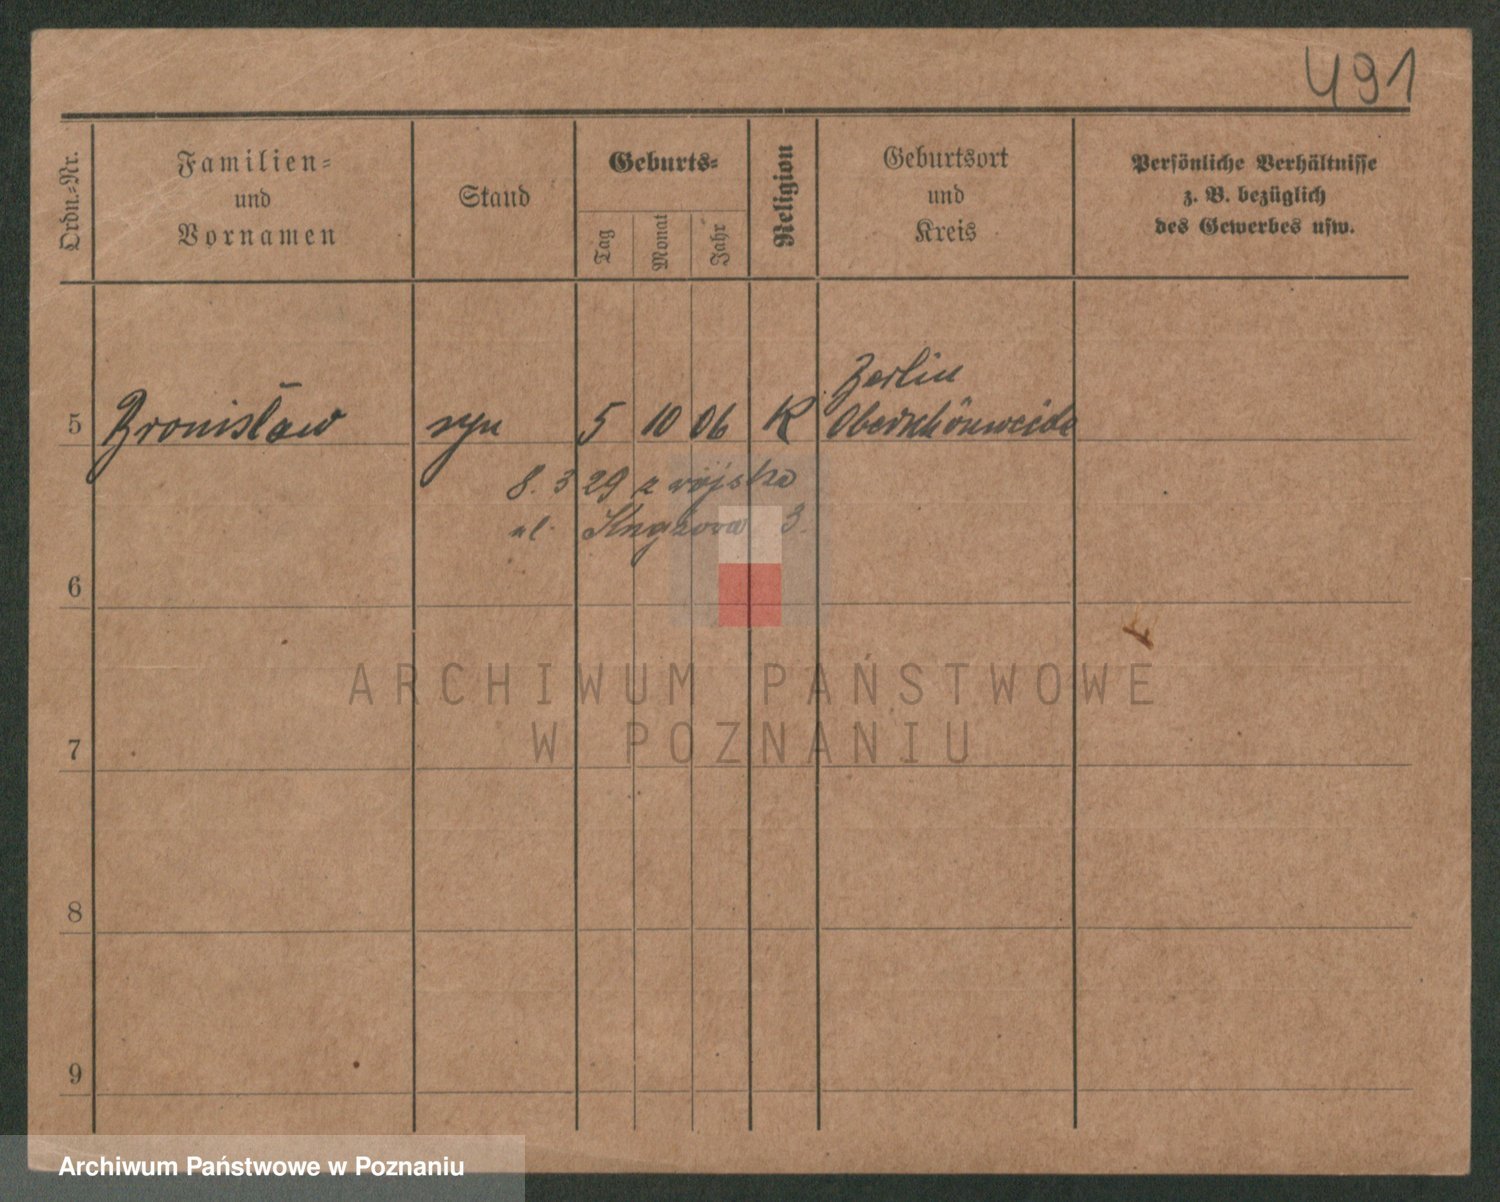 491
Ordn.-Nr.
Familien-
und
Vornamen
Stand
Geburts-
Tag
Monat
Jahr
Religion
Geburtsort
und
Kreis
Persönliche Verhältnisse
z. B. bezüglich
des Gewerbes usw.
Berlin
5 Bronisław syn 5 10 06 K Oberschönweide
8. 3 29 z wojska
ul. 3.
6
ARCHIWUM PAŃSTWOWE
W POZNANIU
7
8
9
Archiwum Państwowe w Poznaniu